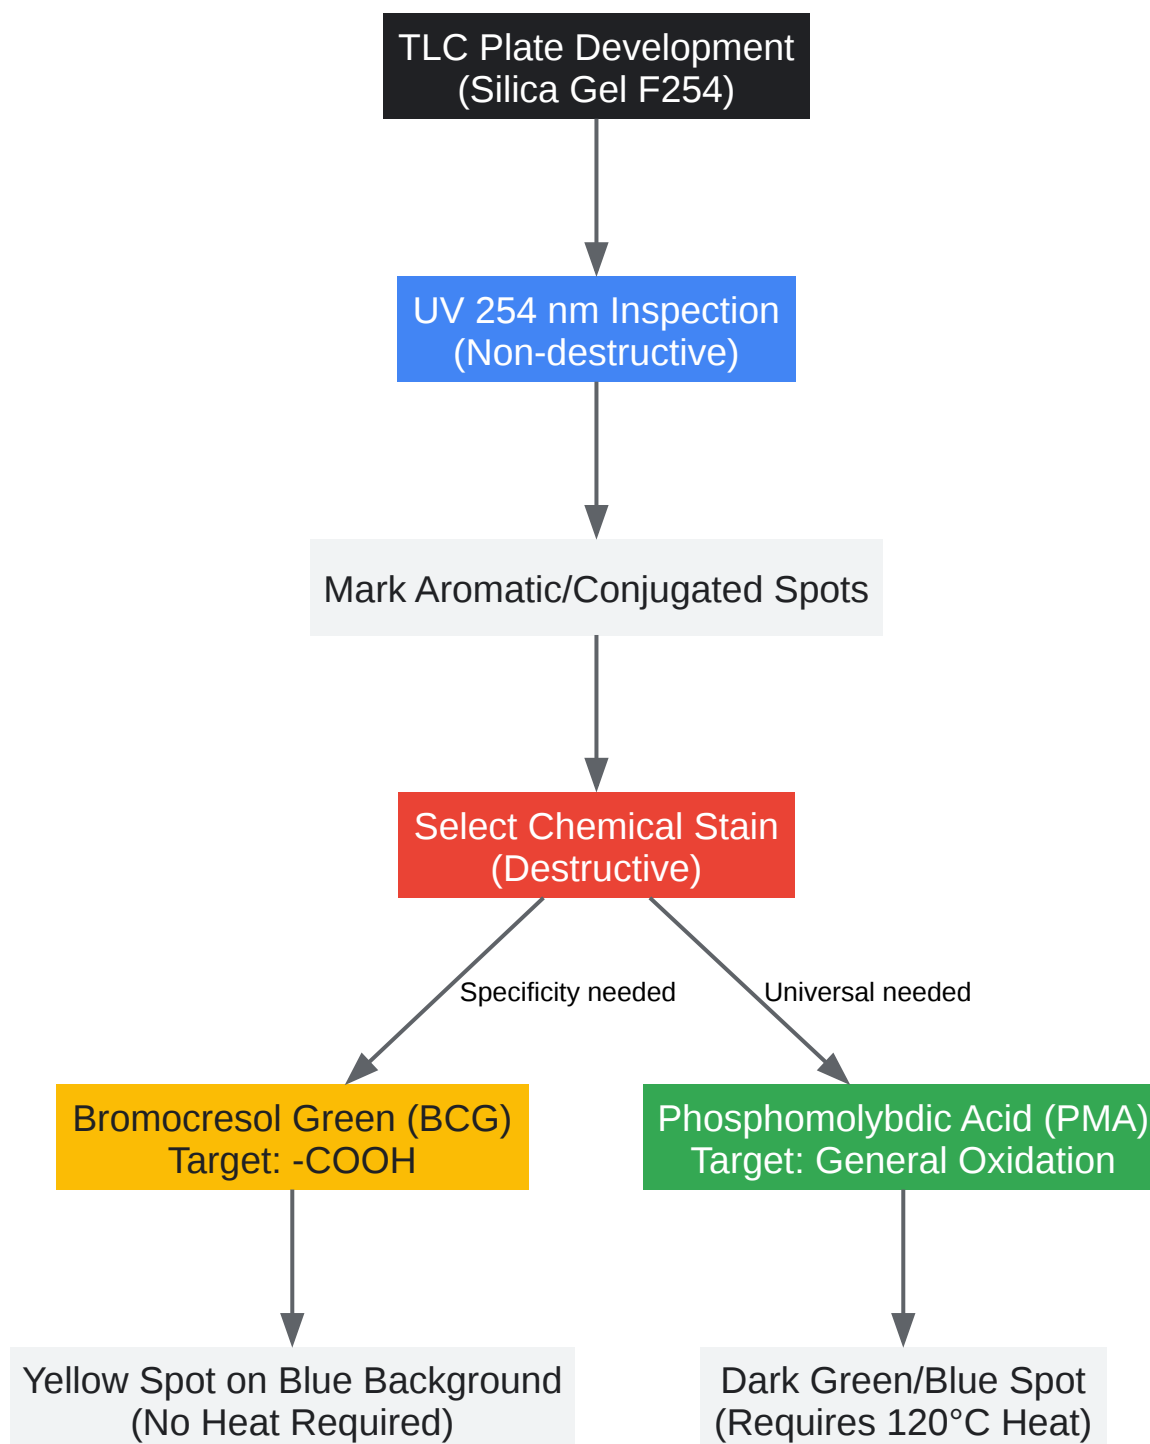 TLC Plate Development
(Silica Gel F254)
UV 254 nm Inspection
(Non-destructive)
Mark Aromatic/Conjugated Spots
Select Chemical Stain
(Destructive)
Specificity needed
Universal needed
Bromocresol Green (BCG)
Target: -COOH
Phosphomolybdic Acid (PMA)
Target: General Oxidation
Yellow Spot on Blue Background
(No Heat Required)
Dark Green/Blue Spot
(Requires 120°C Heat)